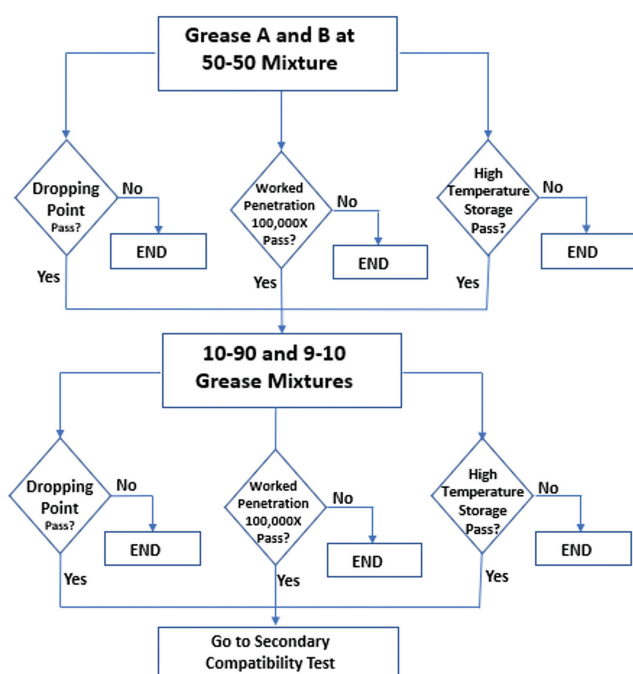 Grease A and B at
50-50 Mixture
Dropping
Point
Pass?
No
END
Yes
Worked
Penetration
100,000X
Pass?
No
END
Yes
High
Temperature
Storage
Pass?
No
END
Yes
10-90 and 9-10
Grease Mixtures
Dropping
Point
Pass?
No
END
Yes
Worked
Penetration
100,000X
Pass?
No
END
Yes
High
Temperature
Storage
Pass?
No
END
Yes
Go to Secondary
Compatibility Test